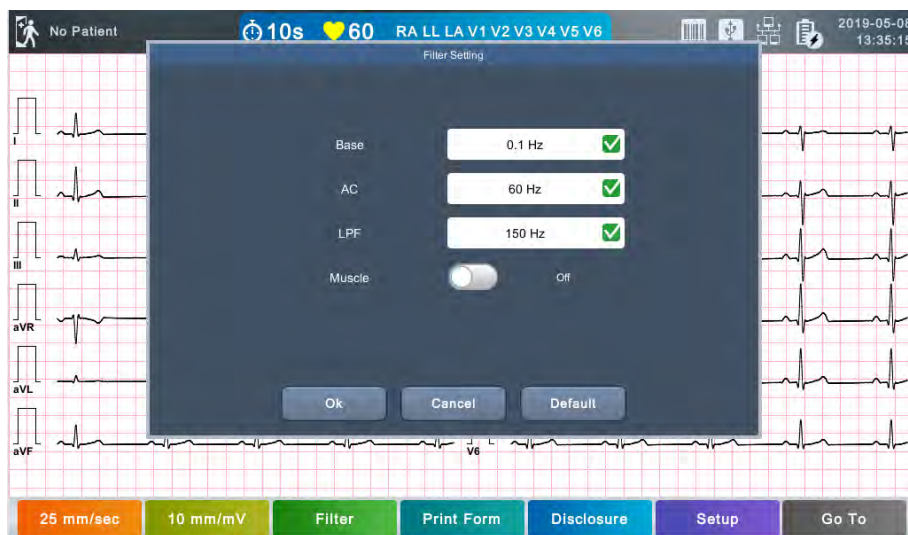 No Patient
10s
60
RA LL LA V1 V2 V3 V4 V5 V6
2019-05-08
13:35:15
Filter Setting
Base
0.1 Hz
AC
60 Hz
LPF
150 Hz
Muscle
Off
Ok
Cancel
Default
I
II
III
aVR
aVL
aVF
V6
25 mm/sec
10 mm/mV
Filter
Print Form
Disclosure
Setup
Go To